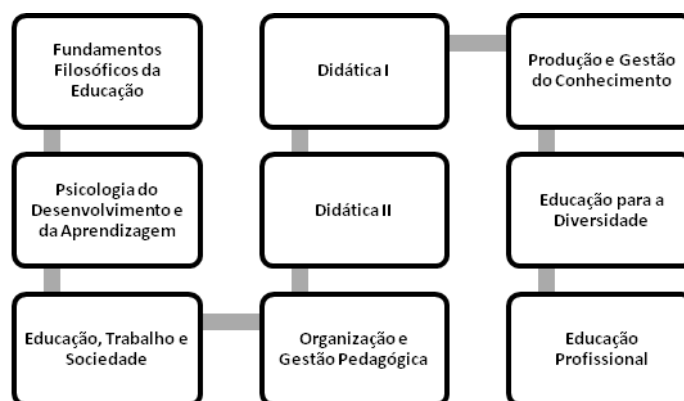 Fundamentos
Filosóficos da
Educação
Didática I
Produção e Gestão
do Conhecimento
Psicologia do
Desenvolvimento e
da Aprendizagem
Didática II
Educação para a
Diversidade
Educação, Trabalho e
Sociedade
Organização e
Gestão Pedagógica
Educação
Profissional